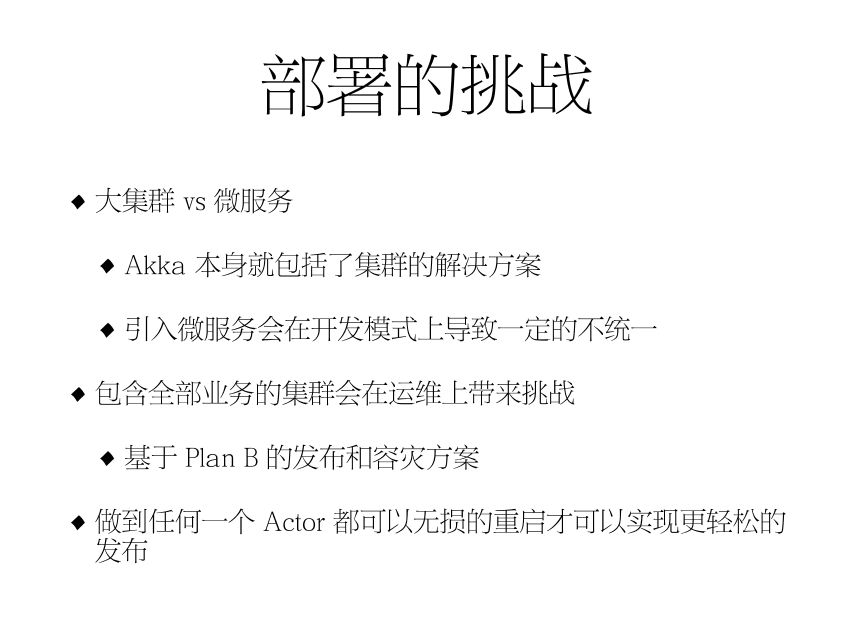 部署的挑战
◆ 大集群 vs 微服务
◆ Akka 本身就包括了集群的解决方案
◆ 引入微服务会在开发模式上导致一定的不统一
◆ 包含全部业务的集群会在运维上带来挑战
◆ 基于 Plan B 的发布和容灾方案
◆ 做到任何一个 Actor 都可以无损的重启才可以实现更轻松的
发布